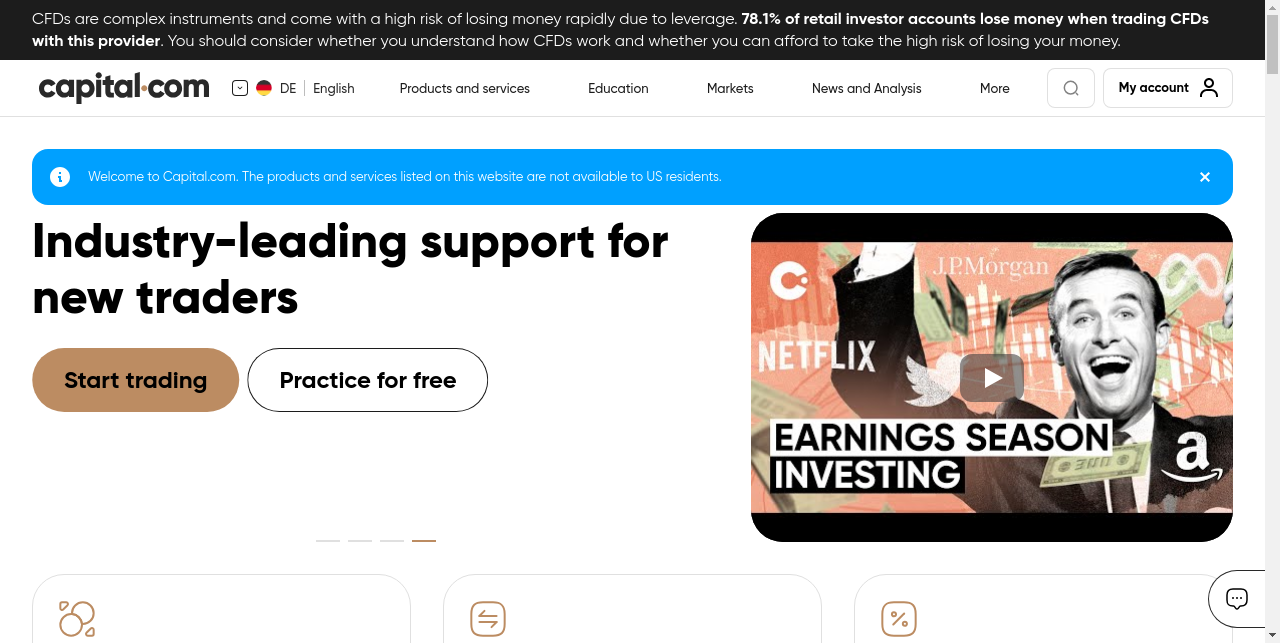 CFDs are complex instruments and come with a high risk of losing money rapidly due to leverage. 78.1% of retail investor accounts lose money when trading CFDs
with this provider. You should consider whether you understand how CFDs work and whether you can afford to take the high risk of losing your money.
capital.com
DE
English
Products and services
Education
Markets
News and Analysis
More
My account
Welcome to Capital.com. The products and services listed on this website are not available to US residents.
Industry-leading support for
new traders
Start trading
Practice for free
J.P.Morgan
NETFLIX
EARNINGS SEASON
INVESTING
a